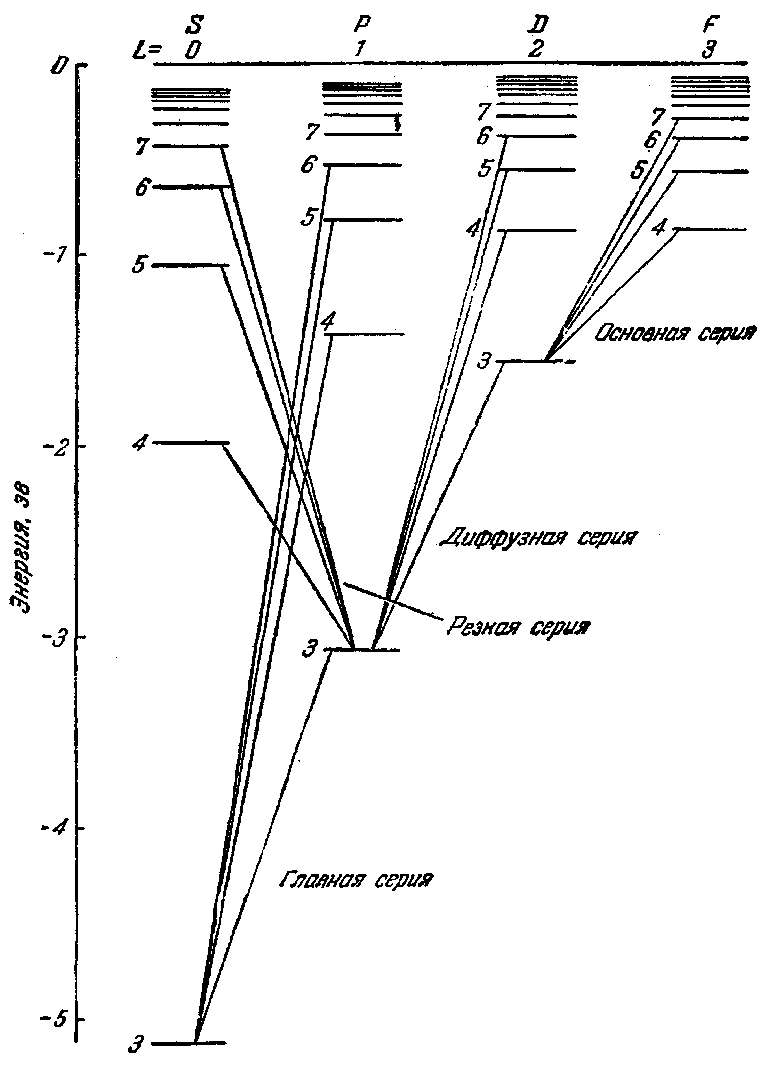 S P D F
L= 0 1 2 3
0
7 7 7 7
6 6 6 6
5 5 5 5
-1
4 4 4 4
Основная серия
3
-2
Диффузная серия
Энергия, эв
Резная серия
-3
3
-4
Главная серия
-5
3